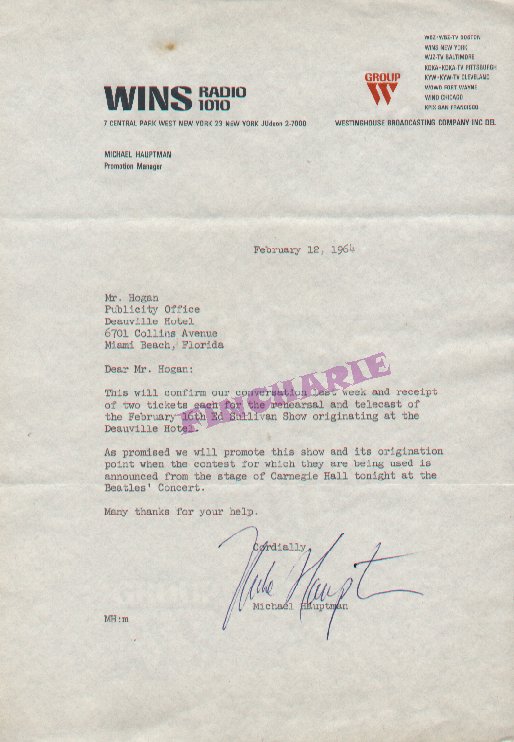 WBZ·WBZ-TV BOSTON
WINS NEW YORK
WJZ-TV BALTIMORE
KDKA·KDKA-TV PITTSBURGH
KYW·KYW-TV CLEVELAND
WOWO FORT WAYNE
WIND CHICAGO
KPIX SAN FRANCISCO
GROUP
W
WINS RADIO 1010
7 CENTRAL PARK WEST NEW YORK 23 NEW YORK JUdson 2-7000
WESTINGHOUSE BROADCASTING COMPANY INC DEL
MICHAEL HAUPTMAN
Promotion Manager
February 12, 1964
Mr. Hogan
Publicity Office
Deauville Hotel
6701 Collins Avenue
Miami Beach, Florida
Dear Mr. Hogan:
This will confirm our conversation last week and receipt
of two tickets each for the rehearsal and telecast of
the February 16th Ed Sullivan Show originating at the
Deauville Hotel.
FINCHARIE
As promised we will promote this show and its origination
point when the contest for which they are being used is
announced from the stage of Carnegie Hall tonight at the
Beatles' Concert.
Many thanks for your help.
Cordially,
Mike Hauptman
Michael Hauptman
MH:m